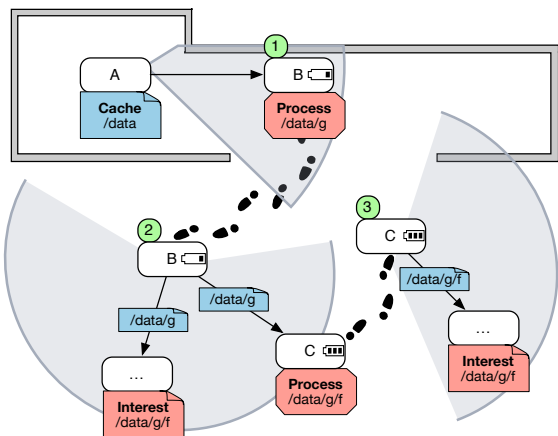 1
A
B
Cache
/data
Process
/data/g
2
B
3
C
/data/g
/data/g
/data/g/f
...
Interest
/data/g/f
C
Process
/data/g/f
...
Interest
/data/g/f